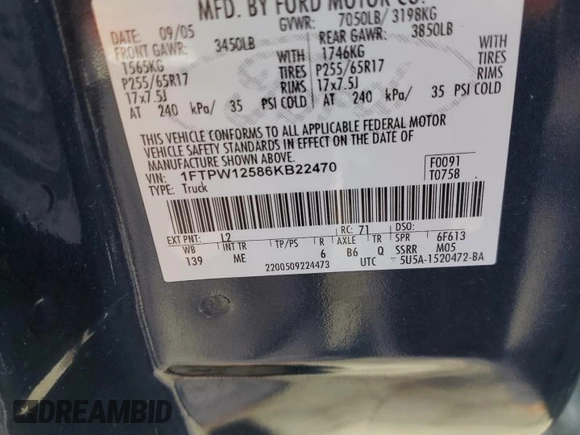 MFD. BY FORD MOTOR CO.
DATE: 09/05 GVWR: 7050LB/ 3198KG
FRONT GAWR: 3450LB REAR GAWR: 3850LB
1565KG WITH 1746KG WITH
P255/65R17 TIRES P255/65R17 TIRES
17x7.5J RIMS 17x7.5J RIMS
AT 240 kPa/ 35 PSI COLD AT 240 kPa/ 35 PSI COLD
THIS VEHICLE CONFORMS TO ALL APPLICABLE FEDERAL MOTOR
VEHICLE SAFETY STANDARDS IN EFFECT ON THE DATE OF
MANUFACTURE SHOWN ABOVE.
VIN: 1FTPW12586KB22470 F0091
TYPE: Truck T0758
EXT PNT: L2 RC: 71 DSO:
WB INT TR TP/PS R AXLE TR SPR 6F613
139 ME 6 B6 Q SSRR M05
2200509224473 UTC 5U5A-1520472-BA
DREAMBID